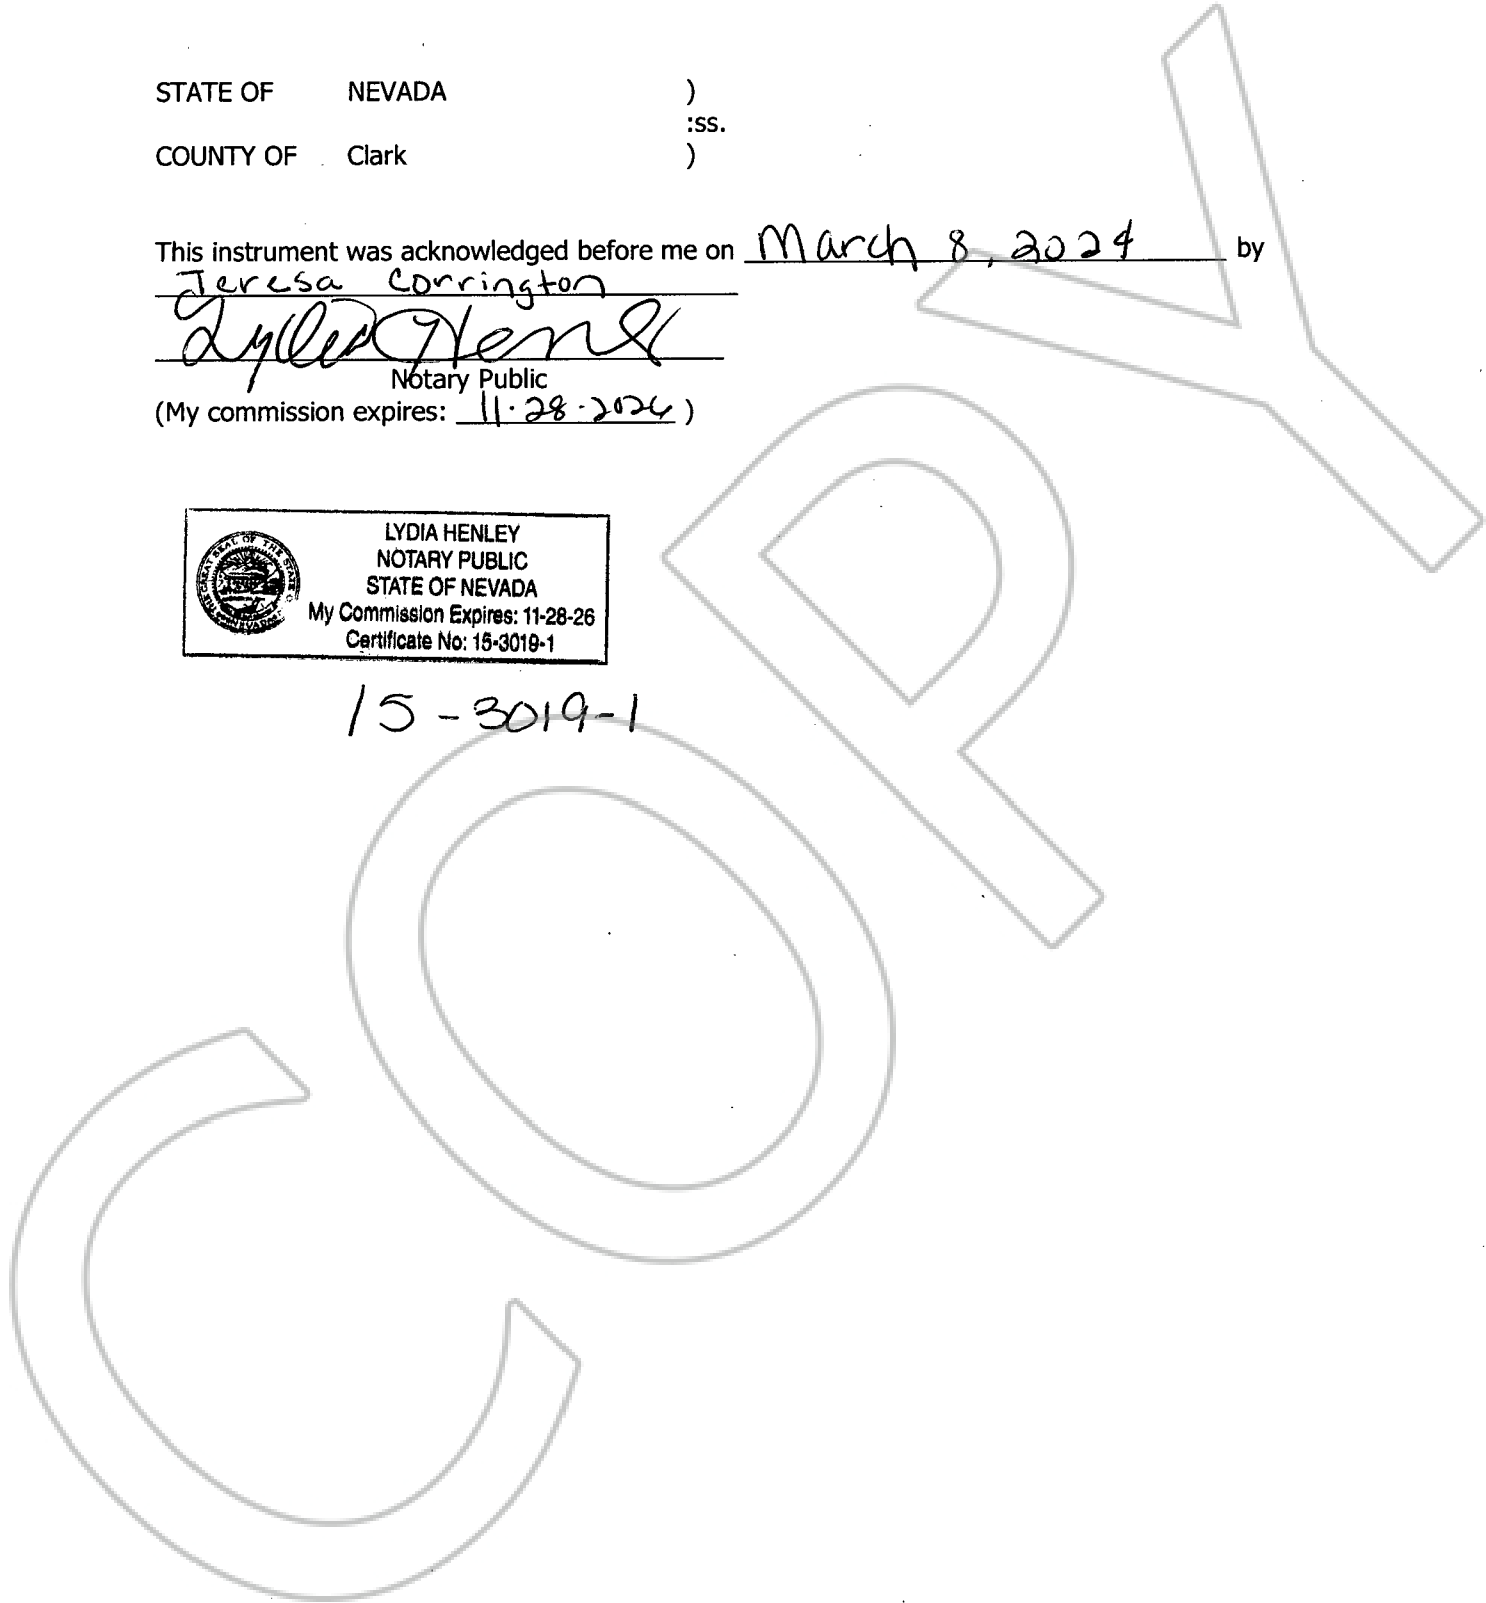 STATE OF NEVADA )
:ss.
COUNTY OF Clark )
This instrument was acknowledged before me on March 8, 2024 by
Teresa Corrington
Notary Public
(My commission expires: 11·28·2026)
LYDIA HENLEY
NOTARY PUBLIC
STATE OF NEVADA
My Commission Expires: 11-28-26
Certificate No: 15-3019-1
15-3019-1
COPY